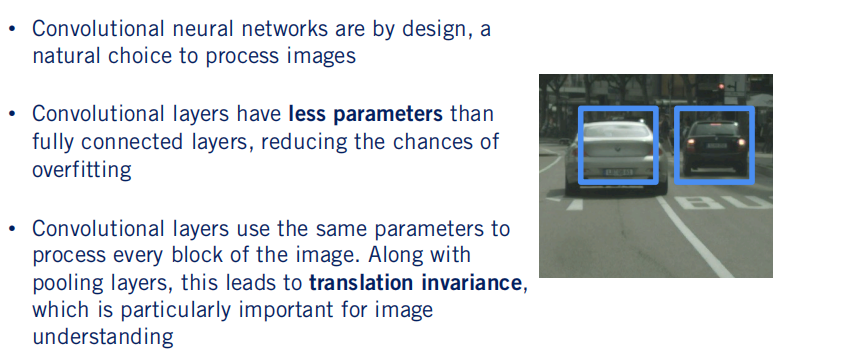 • Convolutional neural networks are by design, a
natural choice to process images
• Convolutional layers have less parameters than
fully connected layers, reducing the chances of
overfitting
• Convolutional layers use the same parameters to
process every block of the image. Along with
pooling layers, this leads to translation invariance,
which is particularly important for image
understanding
BU